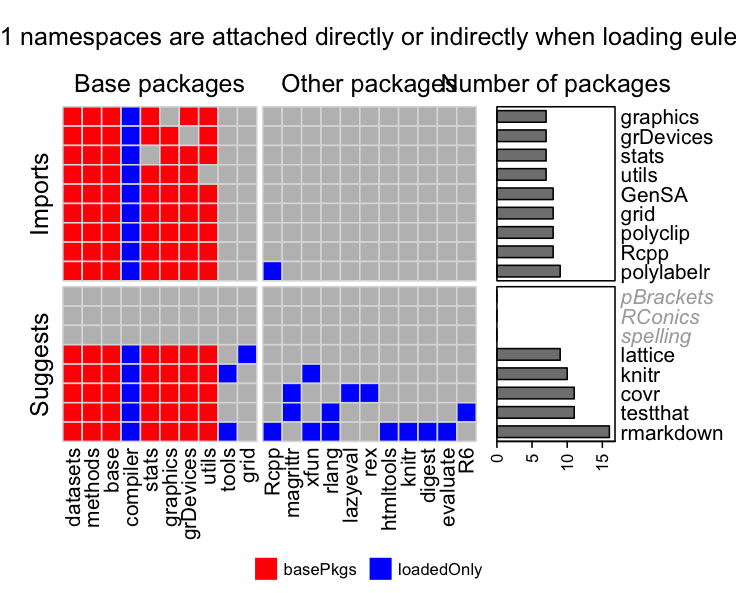 1 namespaces are attached directly or indirectly when loading eule
Base packages
Other packages
Number of packages
Imports
graphics
grDevices
stats
utils
GenSA
grid
polyclip
Rcpp
polylabelr
Suggests
pBrackets
RConics
spelling
lattice
knitr
covr
testthat
rmarkdown
0 5 10 15
datasets
methods
base
compiler
stats
graphics
grDevices
utils
tools
grid
Rcpp
magrittr
xfun
rlang
lazyeval
rex
htmltools
knitr
digest
evaluate
R6
basePkgs
loadedOnly